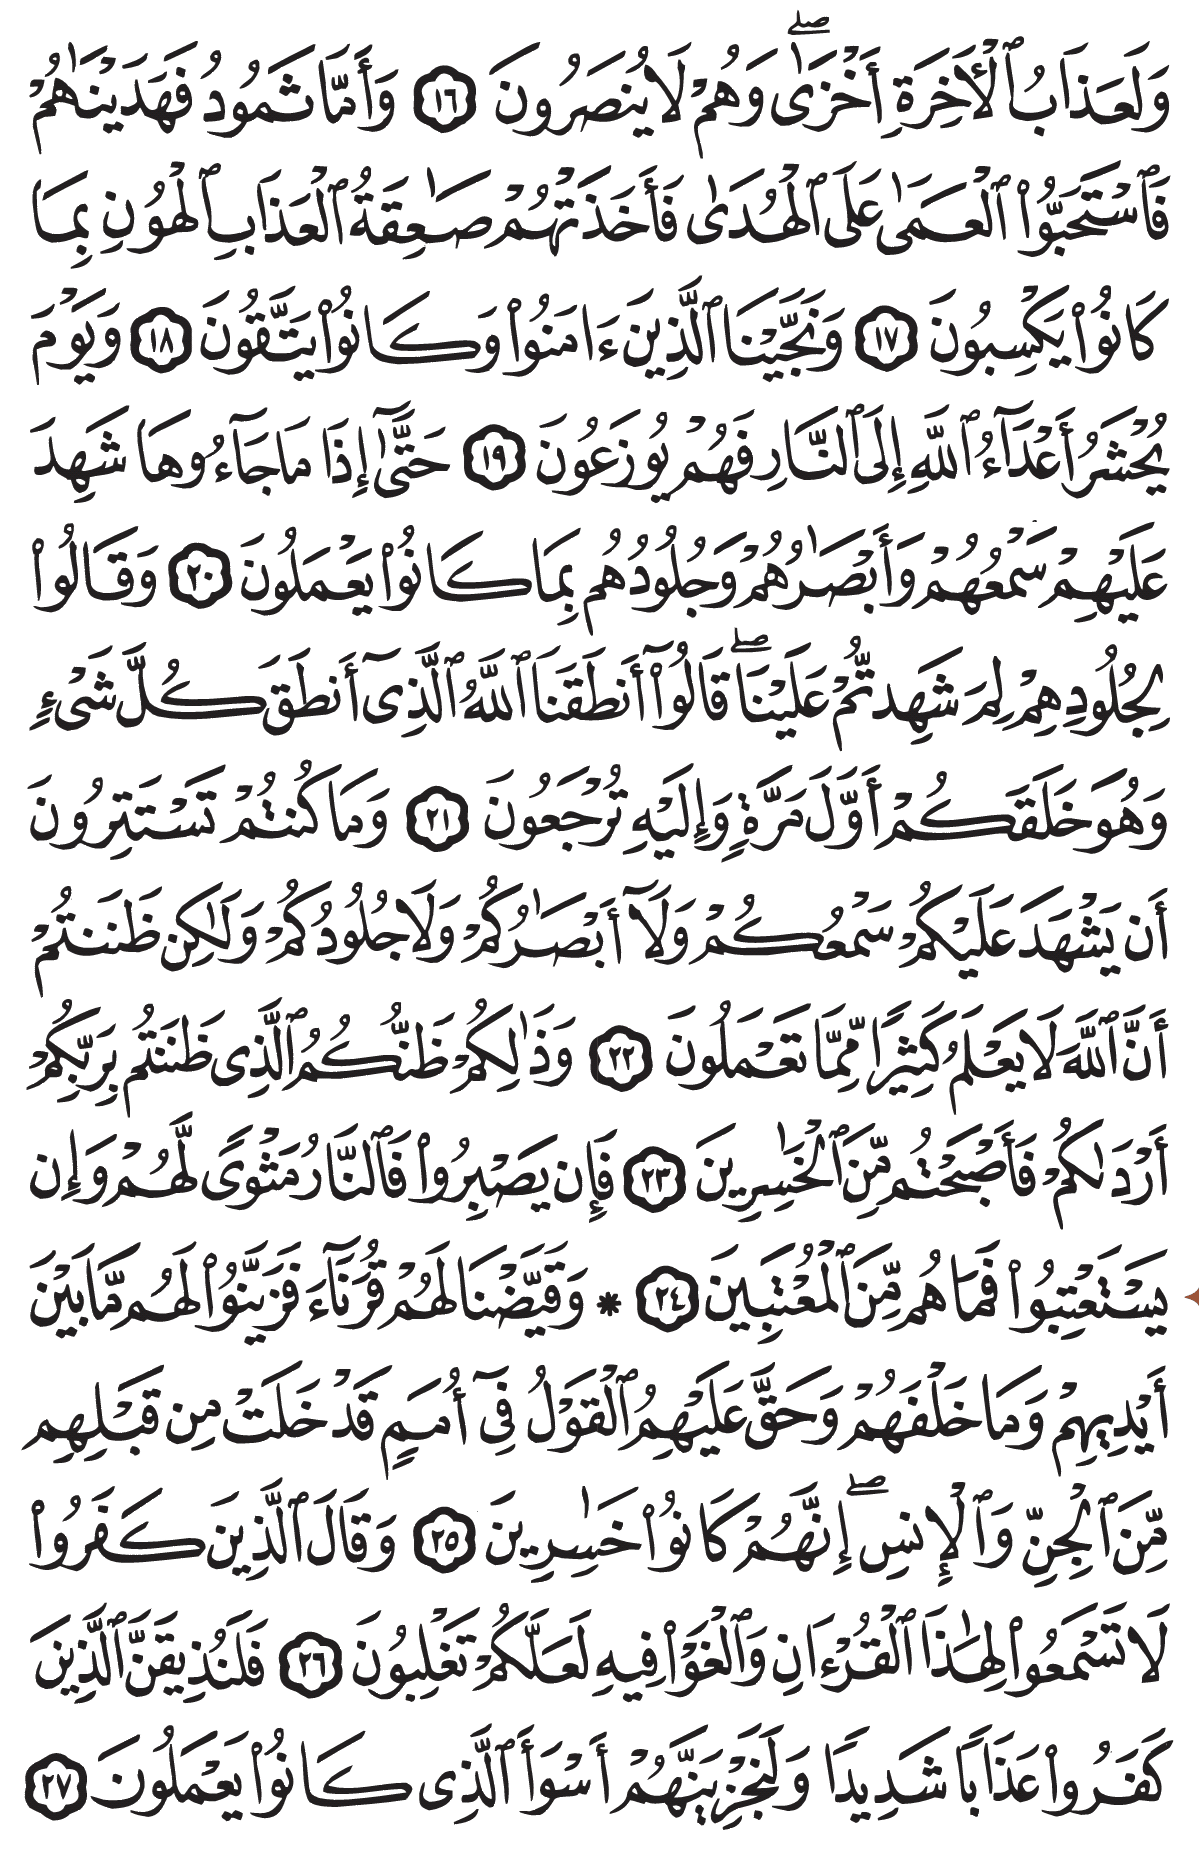 وَلَعَذَابُ ٱلْأَخِرَةِ أَخْزَىٰ ۖ وَهُمْ لَا يُنصَرُونَ ١٦ وَأَمَّا ثَمُودُ فَهَدَيْنَٰهُمْ
فَٱسْتَحَبُّوا۟ ٱلْعَمَىٰ عَلَى ٱلْهُدَىٰ فَأَخَذَتْهُمْ صَٰعِقَةُ ٱلْعَذَابِ ٱلْهُونِ بِمَا
كَانُوا۟ يَكْسِبُونَ ١٧ وَنَجَّيْنَا ٱلَّذِينَ ءَامَنُوا۟ وَكَانُوا۟ يَتَّقُونَ ١٨ وَيَوْمَ
يُحْشَرُ أَعْدَآءُ ٱللَّهِ إِلَى ٱلنَّارِ فَهُمْ يُوزَعُونَ ١٩ حَتَّىٰٓ إِذَا مَا جَآءُوهَا شَهِدَ
عَلَيْهِمْ سَمْعُهُمْ وَأَبْصَٰرُهُمْ وَجُلُودُهُم بِمَا كَانُوا۟ يَعْمَلُونَ ٢٠ وَقَالُوا۟
لِجُلُودِهِمْ لِمَ شَهِدتُّمْ عَلَيْنَا ۖ قَالُوٓا۟ أَنطَقَنَا ٱللَّهُ ٱلَّذِىٓ أَنطَقَ كُلَّ شَىْءٍ
وَهُوَ خَلَقَكُمْ أَوَّلَ مَرَّةٍ وَإِلَيْهِ تُرْجَعُونَ ٢١ وَمَا كُنتُمْ تَسْتَتِرُونَ
أَن يَشْهَدَ عَلَيْكُمْ سَمْعُكُمْ وَلَآ أَبْصَٰرُكُمْ وَلَا جُلُودُكُمْ وَلَٰكِن ظَنَنتُمْ
أَنَّ ٱللَّهَ لَا يَعْلَمُ كَثِيرًا مِّمَّا تَعْمَلُونَ ٢٢ وَذَٰلِكُمْ ظَنُّكُمُ ٱلَّذِى ظَنَنتُم بِرَبِّكُمْ
أَرْدَىٰكُمْ فَأَصْبَحْتُم مِّنَ ٱلْخَٰسِرِينَ ٢٣ فَإِن يَصْبِرُوا۟ فَٱلنَّارُ مَثْوًى لَّهُمْ وَإِن
يَسْتَعْتِبُوا۟ فَمَا هُم مِّنَ ٱلْمُعْتَبِينَ ٢٤ * وَقَيَّضْنَا لَهُمْ قُرَنَآءَ فَزَيَّنُوا۟ لَهُم مَّا بَيْنَ
أَيْدِيهِمْ وَمَا خَلْفَهُمْ وَحَقَّ عَلَيْهِمُ ٱلْقَوْلُ فِىٓ أُمَمٍ قَدْ خَلَتْ مِن قَبْلِهِم
مِّنَ ٱلْجِنِّ وَٱلْإِنسِ ۖ إِنَّهُمْ كَانُوا۟ خَٰسِرِينَ ٢٥ وَقَالَ ٱلَّذِينَ كَفَرُوا۟
لَا تَسْمَعُوا۟ لِهَٰذَا ٱلْقُرْءَانِ وَٱلْغَوْا۟ فِيهِ لَعَلَّكُمْ تَغْلِبُونَ ٢٦ فَلَنُذِيقَنَّ ٱلَّذِينَ
كَفَرُوا۟ عَذَابًا شَدِيدًا وَلَنَجْزِيَنَّهُمْ أَسْوَأَ ٱلَّذِى كَانُوا۟ يَعْمَلُونَ ٢٧